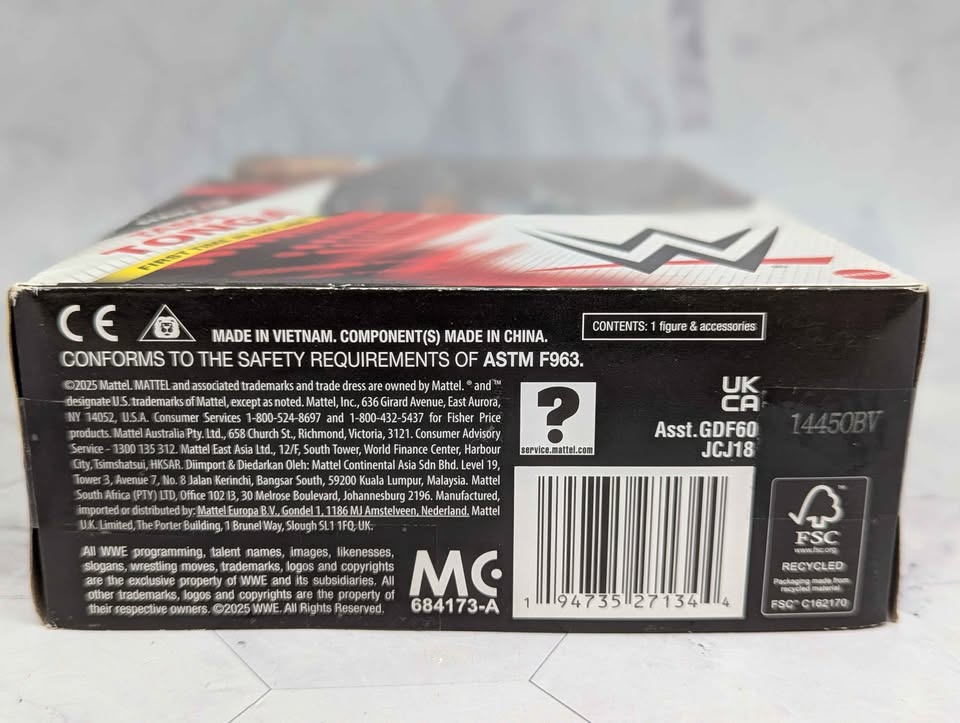 TONGA
FIRST TIME IN THE
W
CE
MADE IN VIETNAM. COMPONENT(S) MADE IN CHINA.
CONTENTS: 1 figure & accessories
CONFORMS TO THE SAFETY REQUIREMENTS OF ASTM F963.
©2025 Mattel. MATTEL and associated trademarks and trade dress are owned by Mattel. ® and ™
designate U.S. trademarks of Mattel, except as noted. Mattel, Inc., 636 Girard Avenue, East Aurora,
NY 14052, U.S.A. Consumer Services 1-800-524-8697 and 1-800-432-5437 for Fisher Price
products. Mattel Australia Pty. Ltd., 658 Church St., Richmond, Victoria, 3121. Consumer Advisory
Service - 1300 135 312. Mattel East Asia Ltd., 12/F, South Tower, World Finance Center, Harbour
City, Tsimshatsui, HKSAR. Diimport & Diedarkan Oleh: Mattel Continental Asia Sdn Bhd. Level 19,
Tower 3, Avenue 7, No. 8 Jalan Kerinchi, Bangsar South, 59200 Kuala Lumpur, Malaysia. Mattel
South Africa (PTY) LTD, Office 102 I3, 30 Melrose Boulevard, Johannesburg 2196. Manufactured,
imported or distributed by: Mattel Europa B.V., Gondel 1, 1186 MJ Amstelveen, Nederland. Mattel
U.K. Limited, The Porter Building, 1 Brunel Way, Slough SL1 1FQ, UK.
All WWE programming, talent names, images, likenesses,
slogans, wrestling moves, trademarks, logos and copyrights
are the exclusive property of WWE and its subsidiaries. All
other trademarks, logos and copyrights are the property of
their respective owners. ©2025 WWE. All Rights Reserved.
MC
684173-A
?
service.mattel.com
UK
CA
Asst.GDF60
JCJ18
1 94735 27134 4
14450BV
FSC
www.fsc.org
RECYCLED
Packaging made from
recycled material
FSC™ C162170